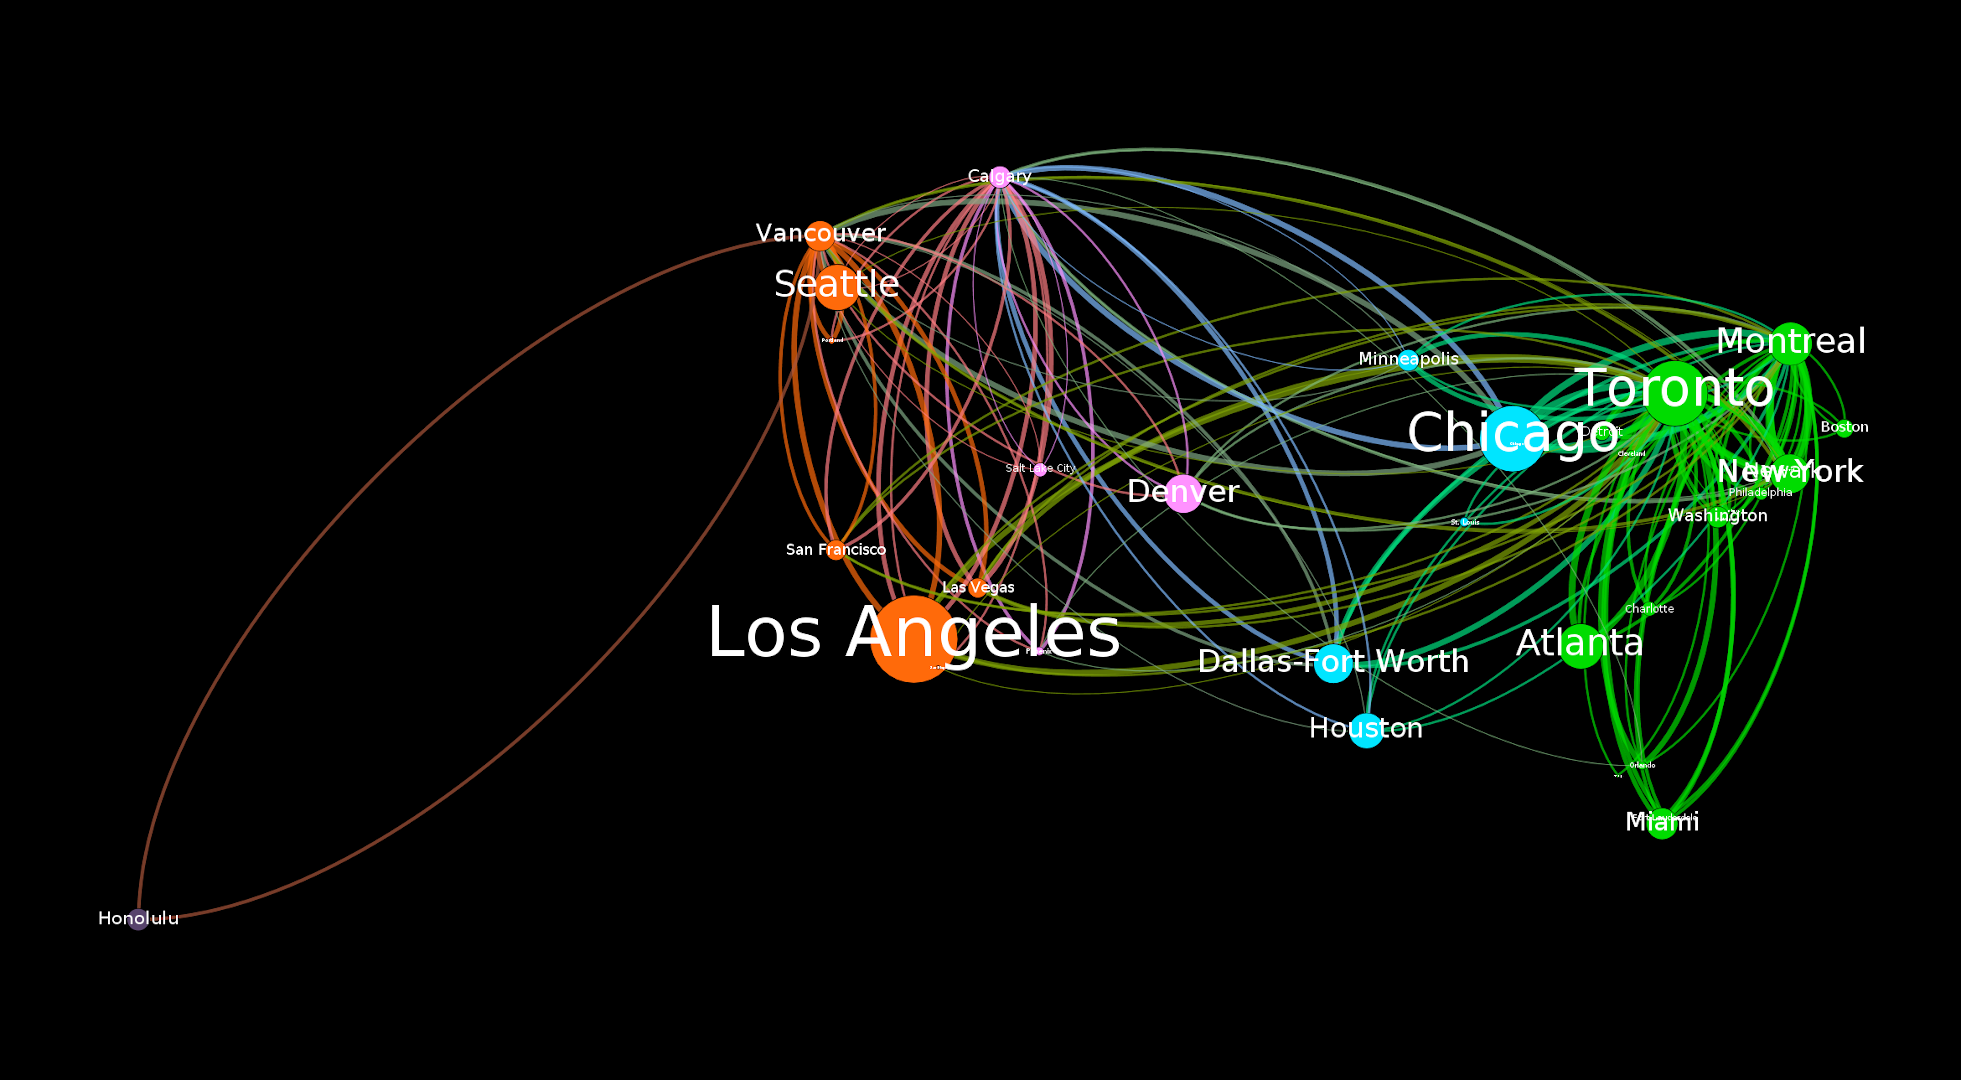 Calgary
Vancouver
Seattle
Portland
Montreal
Minneapolis
Toronto
Chicago
Boston
Detroit
Cleveland
Salt Lake City
New York
Newark
Denver
Philadelphia
Washington
St. Louis
San Francisco
Las Vegas
Charlotte
Los Angeles
Atlanta
Dallas-Fort Worth
Houston
Orlando
Miami
Fort Lauderdale
Honolulu